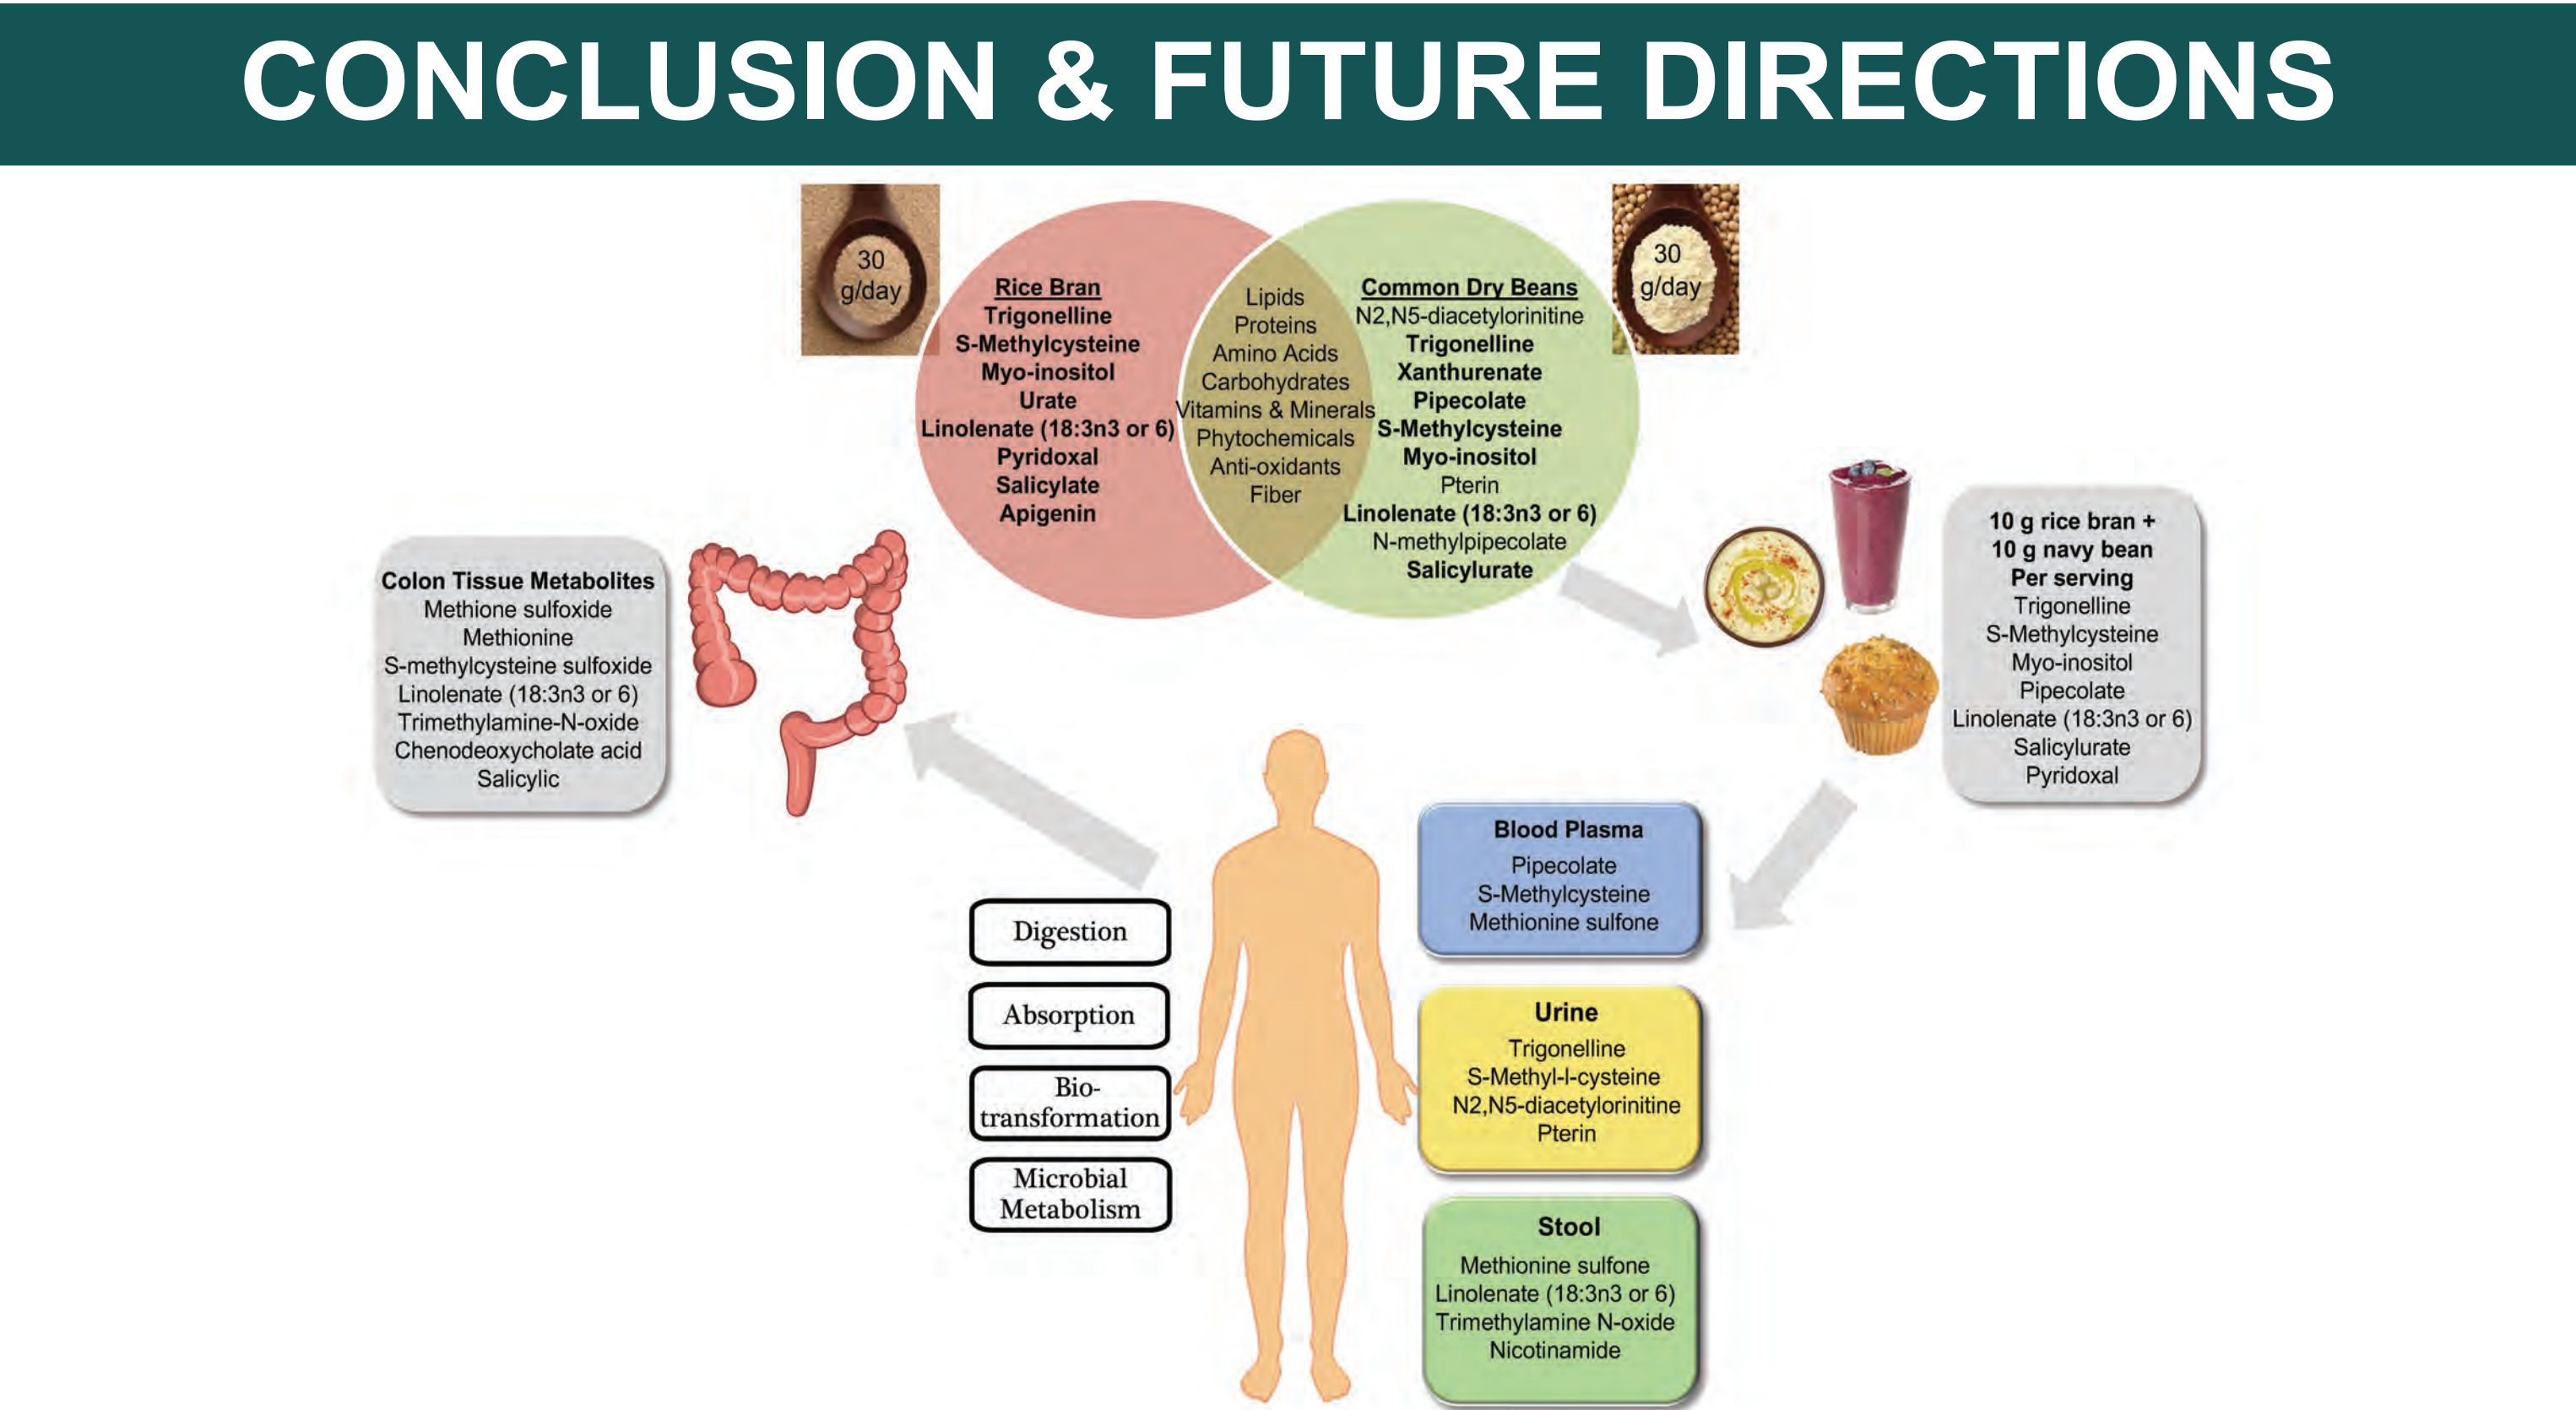 CONCLUSION & FUTURE DIRECTIONS
30
g/day
Rice Bran
Trigonelline
S-Methylcysteine
Myo-inositol
Urate
Linolenate (18:3n3 or 6)
Pyridoxal
Salicylate
Apigenin
Lipids
Proteins
Amino Acids
Carbohydrates
Vitamins & Minerals
Phytochemicals
Anti-oxidants
Fiber
Common Dry Beans
N2,N5-diacetylorinitine
Trigonelline
Xanthurenate
Pipecolate
S-Methylcysteine
Myo-inositol
Pterin
Linolenate (18:3n3 or 6)
N-methylpipecolate
Salicylurate
30
g/day
10 g rice bran +
10 g navy bean
Per serving
Trigonelline
S-Methylcysteine
Myo-inositol
Pipecolate
Linolenate (18:3n3 or 6)
Salicylurate
Pyridoxal
Colon Tissue Metabolites
Methione sulfoxide
Methionine
S-methylcysteine sulfoxide
Linolenate (18:3n3 or 6)
Trimethylamine-N-oxide
Chenodeoxycholate acid
Salicylic
Digestion
Absorption
Bio-
transformation
Microbial
Metabolism
Blood Plasma
Pipecolate
S-Methylcysteine
Methionine sulfone
Urine
Trigonelline
S-Methyl-l-cysteine
N2,N5-diacetylorinitine
Pterin
Stool
Methionine sulfone
Linolenate (18:3n3 or 6)
Trimethylamine N-oxide
Nicotinamide